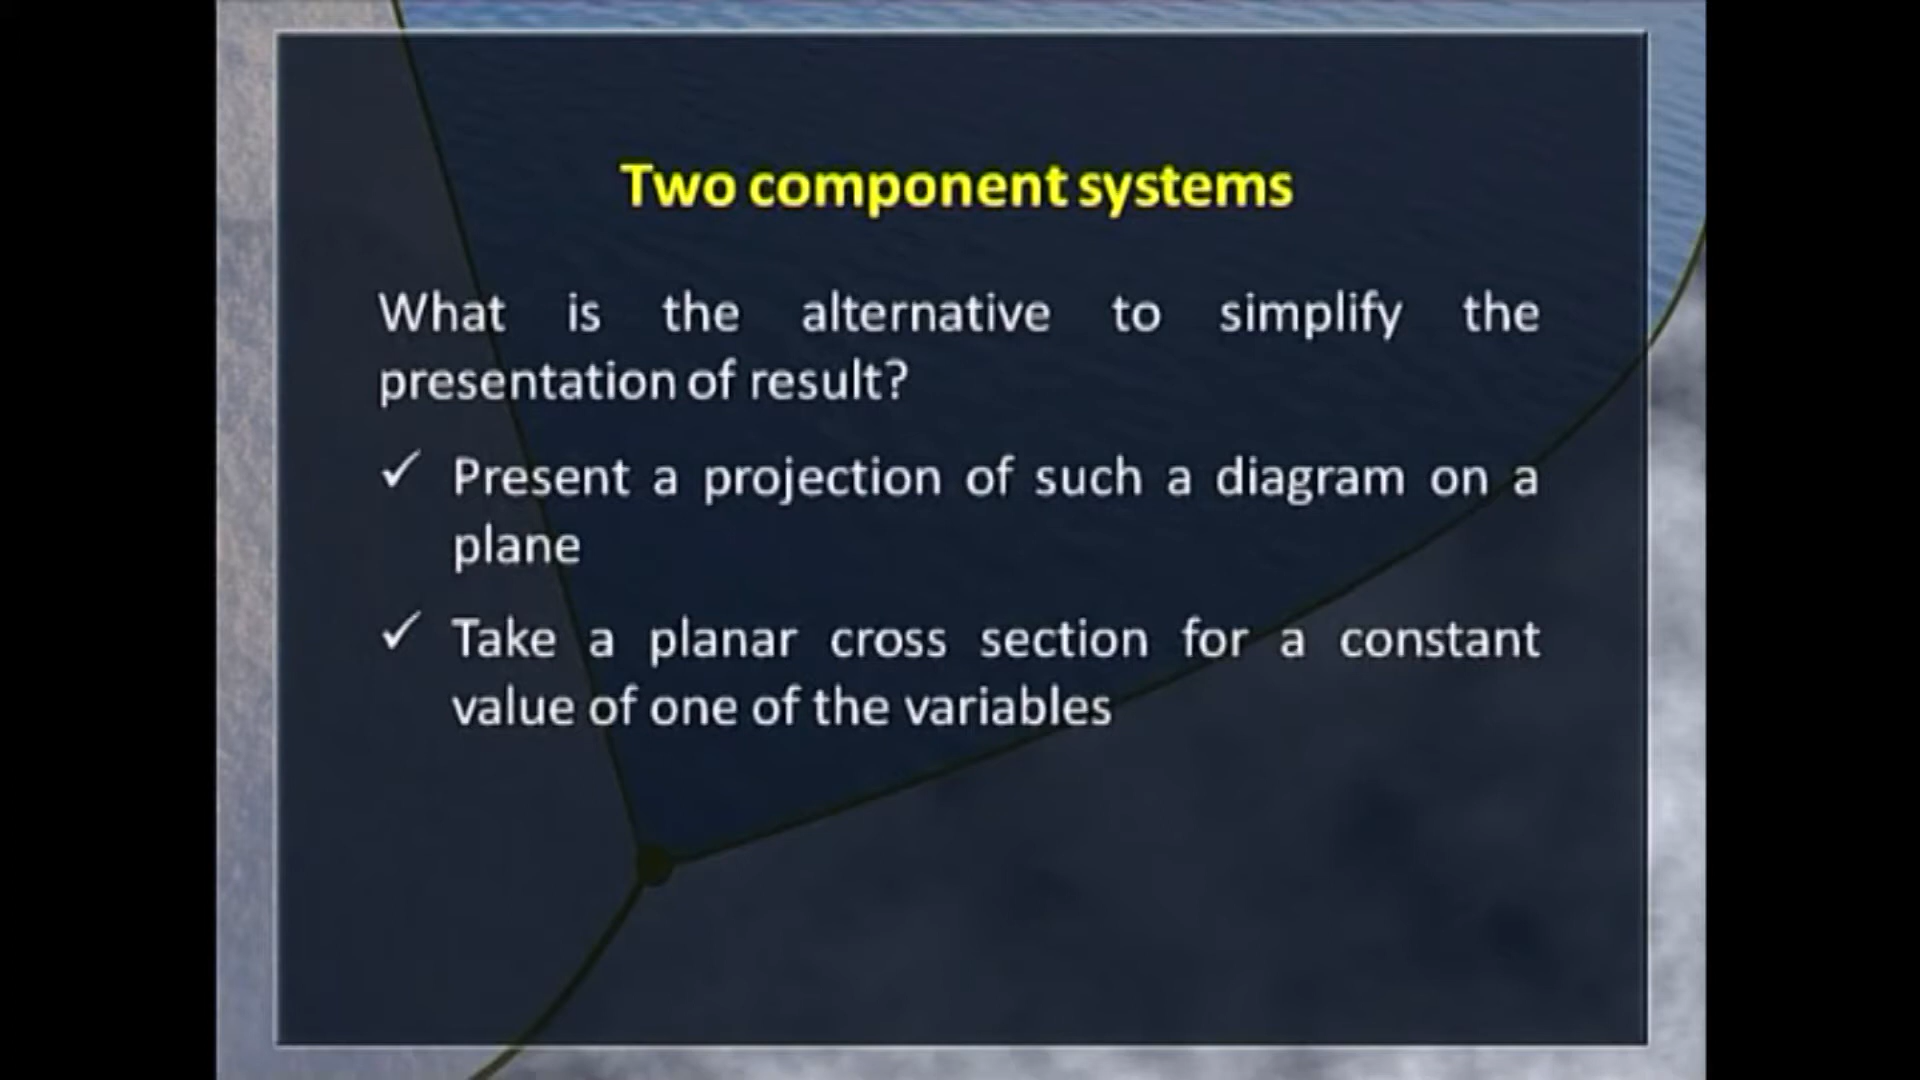 Two component systems
What is the alternative to simplify the
presentation of result?
✓ Present a projection of such a diagram on a
plane
✓ Take a planar cross section for a constant
value of one of the variables